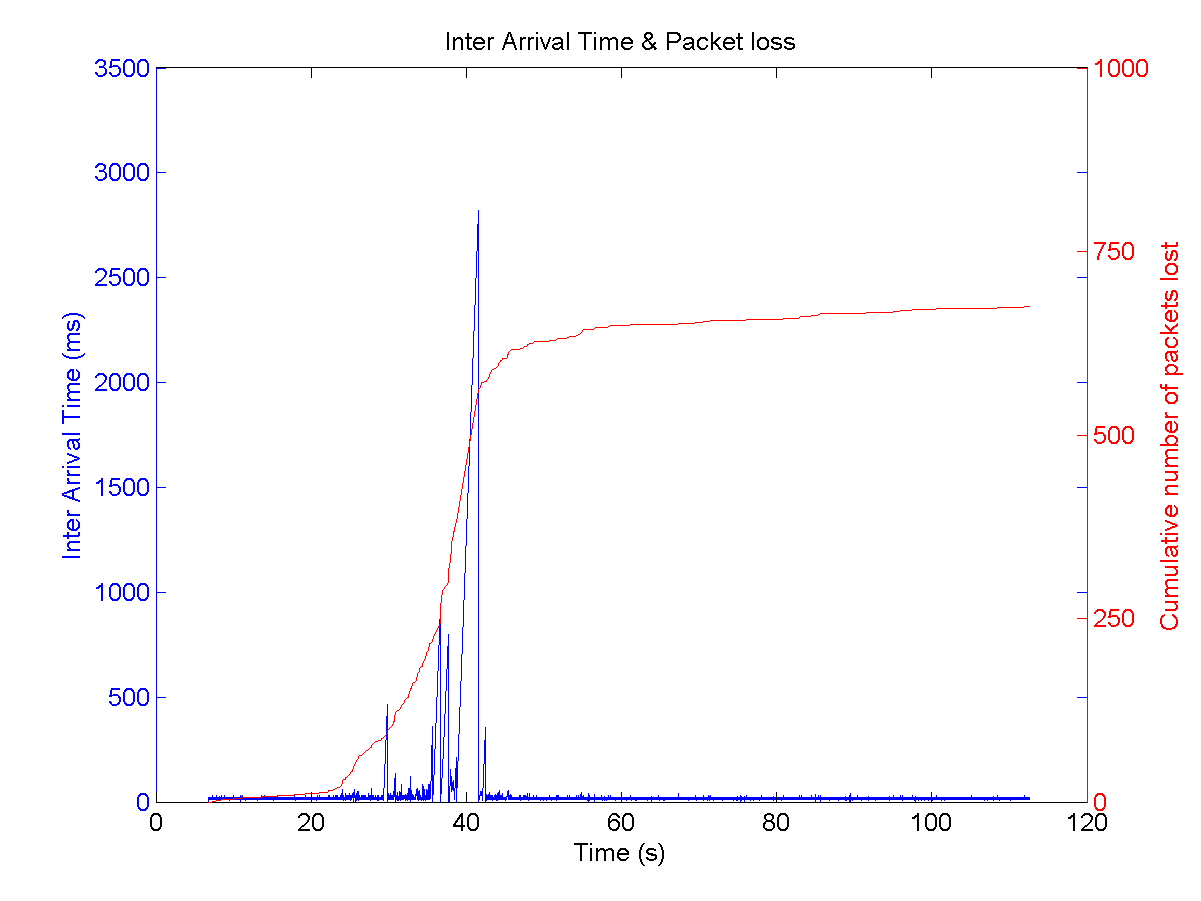 Inter Arrival Time & Packet loss
3500
3000
2500
2000
1500
1000
500
0
Inter Arrival Time (ms)
1000
750
500
250
0
Cumulative number of packets lost
0 20 40 60 80 100 120
Time (s)